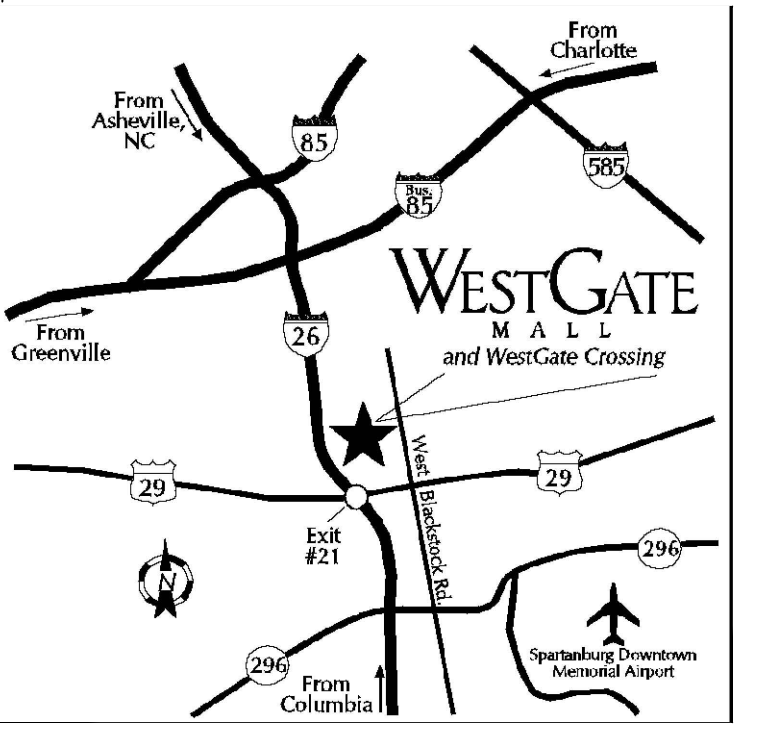 From
Charlotte
From
Asheville,
NC
85
585
Bus.
85
WESTGATE
MALL
and WestGate Crossing
26
From
Greenville
West Blackstock Rd.
29
29
Exit
#21
296
N
Spartanburg Downtown
Memorial Airport
296
From
Columbia